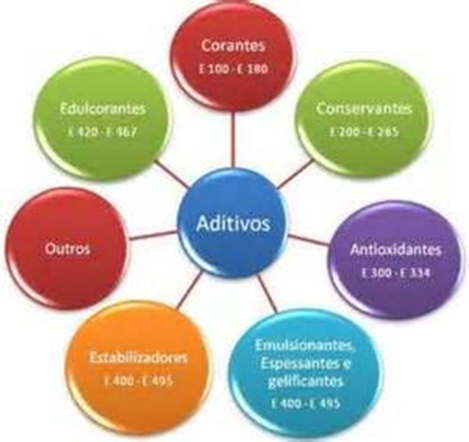 Corantes
E 100 - E 180
Conservantes
E 200 - E 285
Antioxidantes
E 300 - E 334
Emulsionantes,
Espessantes e
gelificantes
E 400 - E 495
Estabilizadores
E 400 - E 495
Outros
Edulcorantes
E 420 - E 467
Aditivos